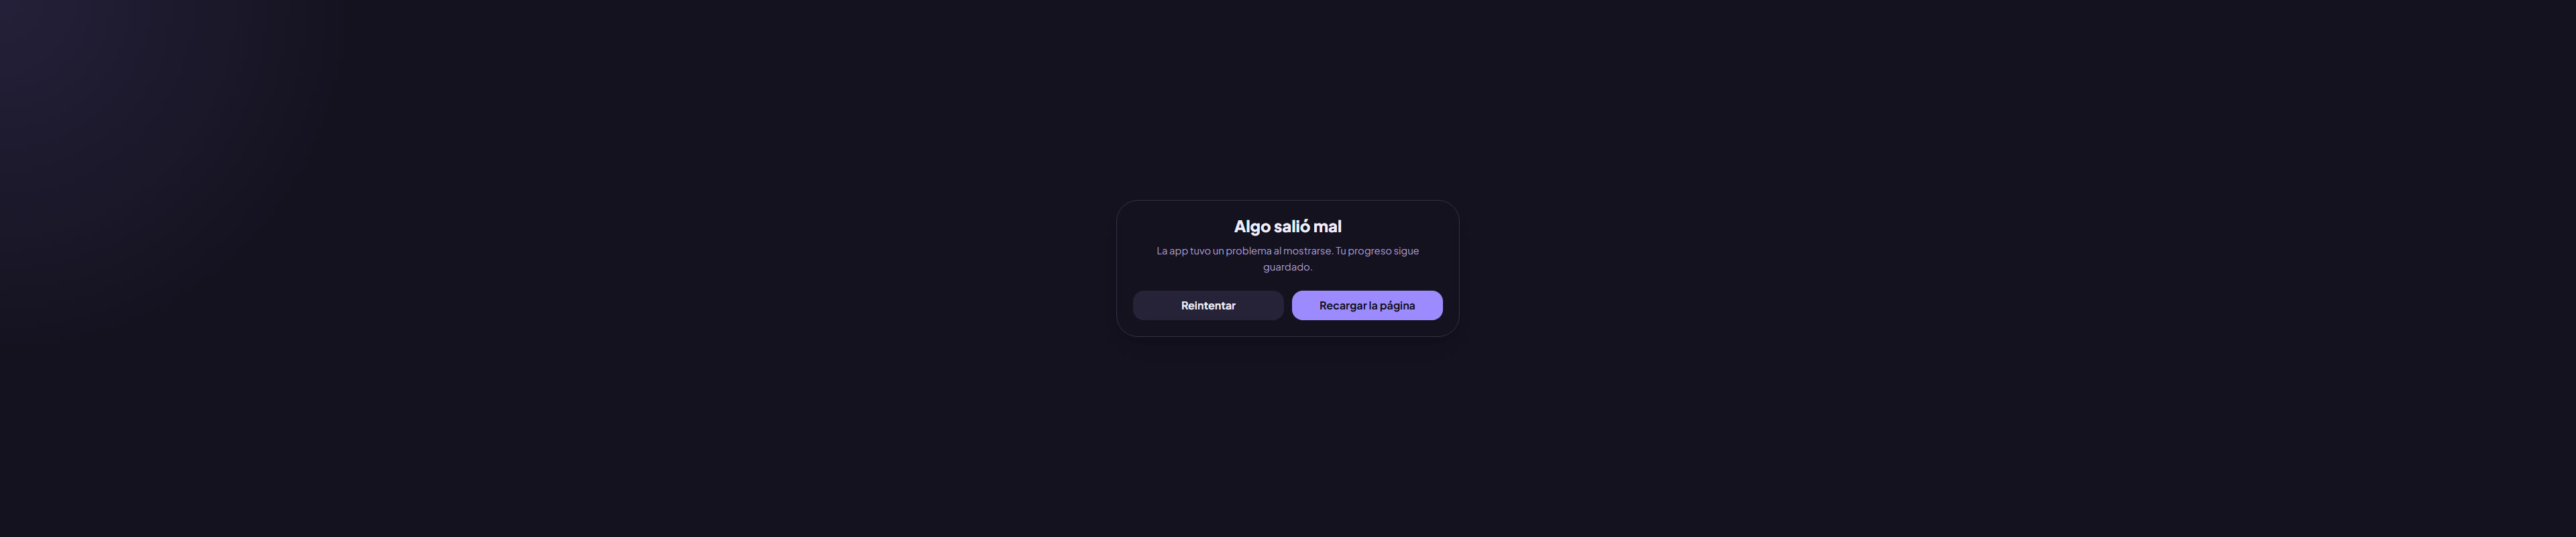 Algo salió mal
La app tuvo un problema al mostrarse. Tu progreso sigue
guardado.
Reintentar
Recargar la página